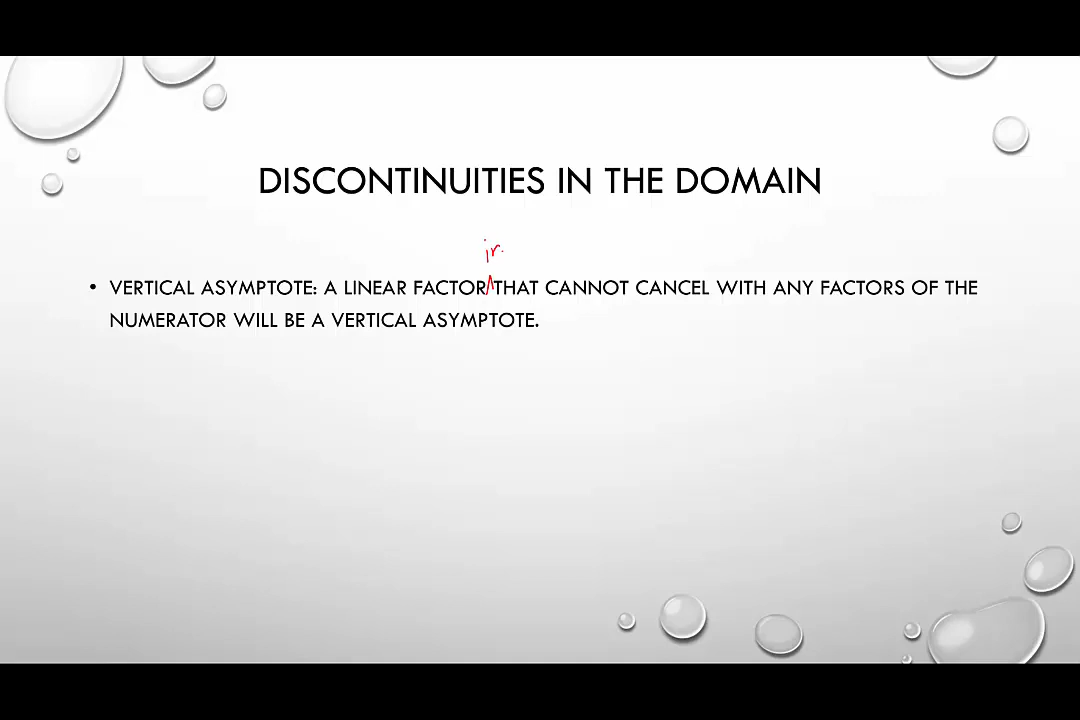 DISCONTINUITIES IN THE DOMAIN
in
• VERTICAL ASYMPTOTE: A LINEAR FACTOR^THAT CANNOT CANCEL WITH ANY FACTORS OF THE
NUMERATOR WILL BE A VERTICAL ASYMPTOTE.